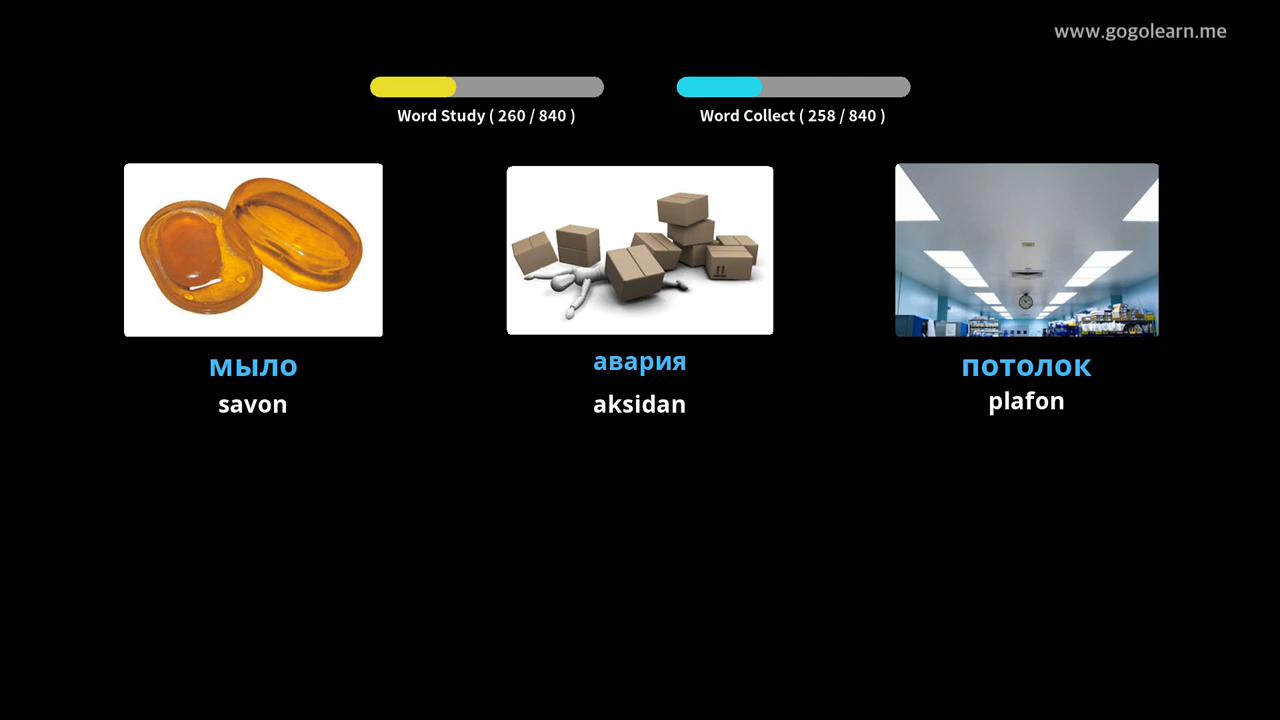 www.gogolearn.me
Word Study ( 260 / 840 )
Word Collect ( 258 / 840 )
мыло
авария
потолок
savon
aksidan
plafon